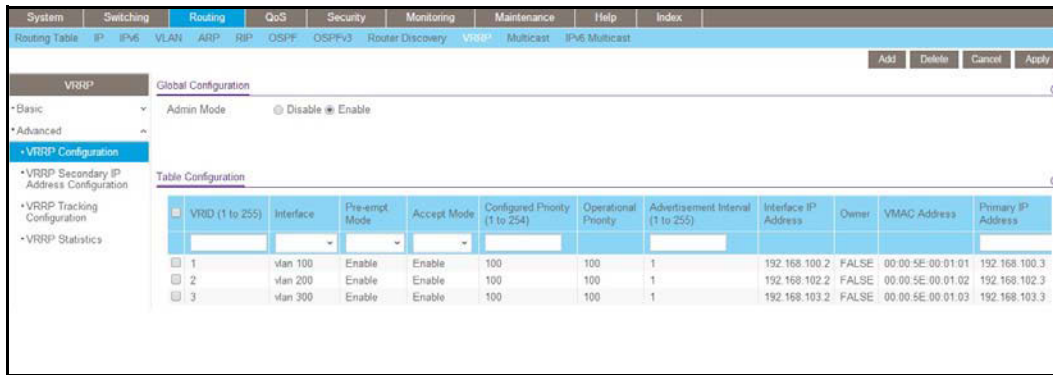 System Switching Routing QoS Security Monitoring Maintenance Help Index
Routing Table IP IPv6 VLAN ARP RIP OSPF OSPFv3 Router Discovery VRRP Multicast IPv6 Multicast
Add Delete Cancel Apply
VRRP
Basic
Advanced
VRRP Configuration
VRRP Secondary IP
Address Configuration
VRRP Tracking
Configuration
VRRP Statistics
Global Configuration
Admin Mode Disable Enable
Table Configuration
VRID (1 to 255) Interface Pre-empt Mode Accept Mode Configured Priority (1 to 254) Operational Priority Advertisement Interval (1 to 255) Interface IP Address Owner VMAC Address Primary IP Address
1 vlan 100 Enable Enable 100 100 1 192.168.100.2 FALSE 00:00:5E:00:01:01 192.168.100.3
2 vlan 200 Enable Enable 100 100 1 192.168.102.2 FALSE 00:00:5E:00:01:02 192.168.102.3
3 vlan 300 Enable Enable 100 100 1 192.168.103.2 FALSE 00:00:5E:00:01:03 192.168.103.3